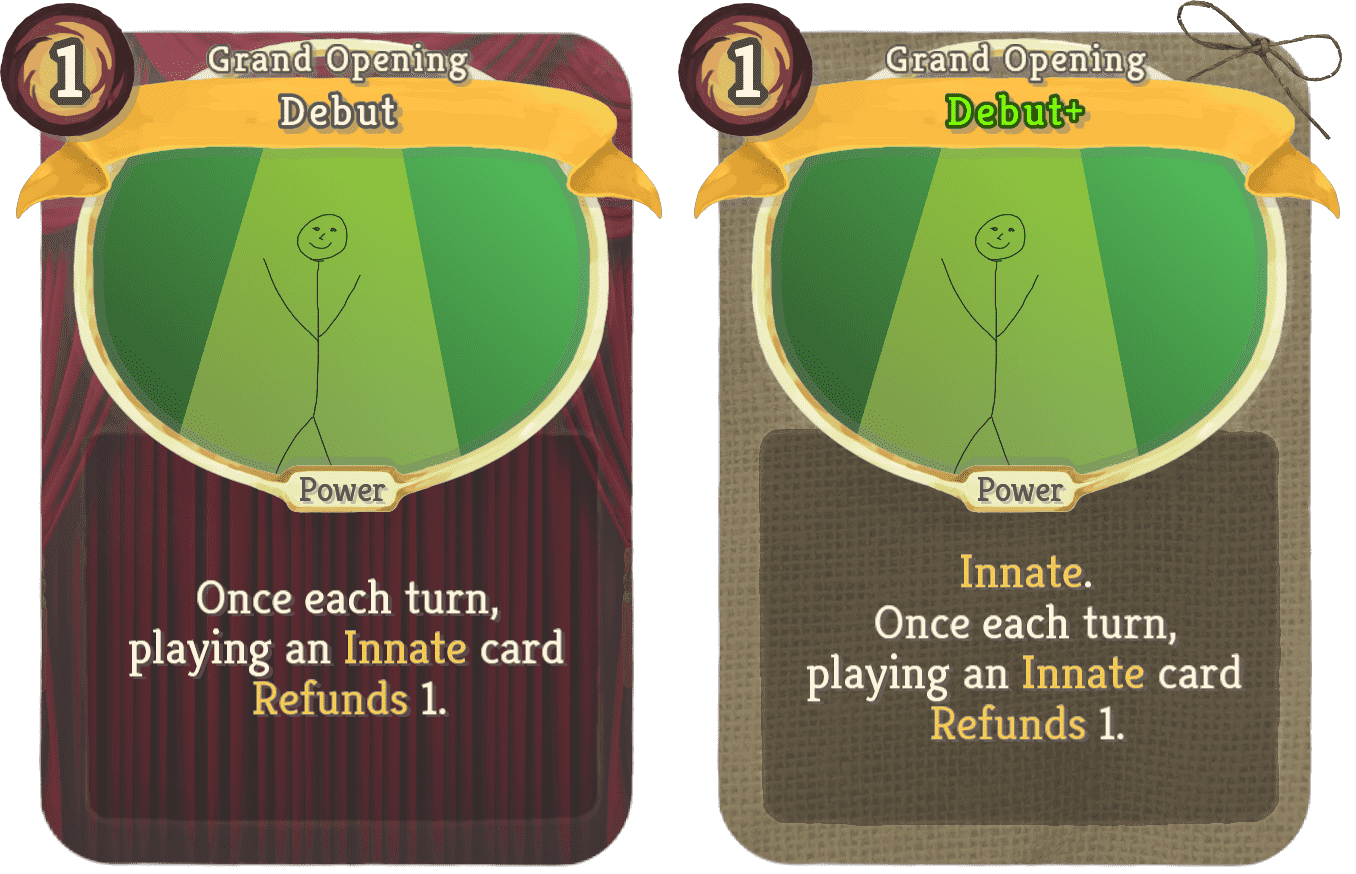 1
Grand Opening
Debut
Power
Once each turn,
playing an Innate card
Refunds 1.
1
Grand Opening
Debut+
Power
Innate.
Once each turn,
playing an Innate card
Refunds 1.